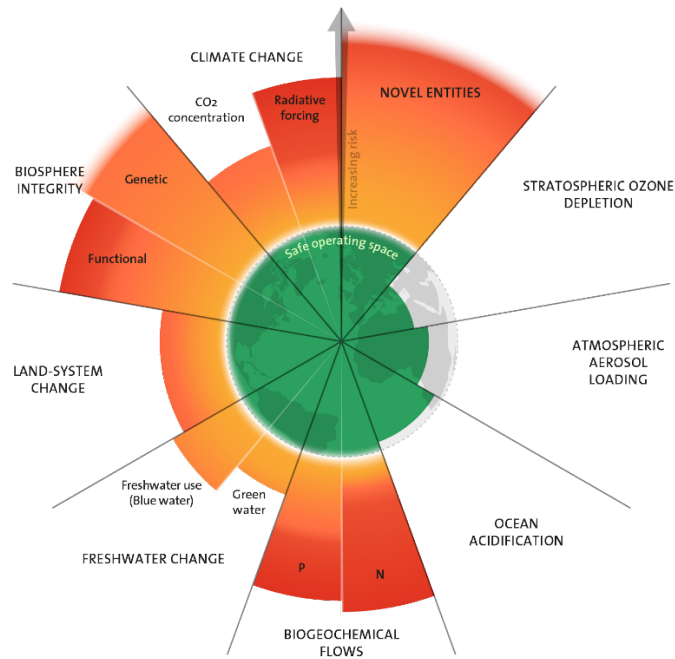 CLIMATE CHANGE
CO2
concentration
Radiative
forcing
Increasing risk
NOVEL ENTITIES
BIOSPHERE
INTEGRITY
Genetic
Functional
STRATOSPHERIC OZONE
DEPLETION
Safe operating space
ATMOSPHERIC
AEROSOL
LOADING
LAND-SYSTEM
CHANGE
Freshwater use
(Blue water)
Green
water
FRESHWATER CHANGE
OCEAN
ACIDIFICATION
P
N
BIOGEOCHEMICAL
FLOWS